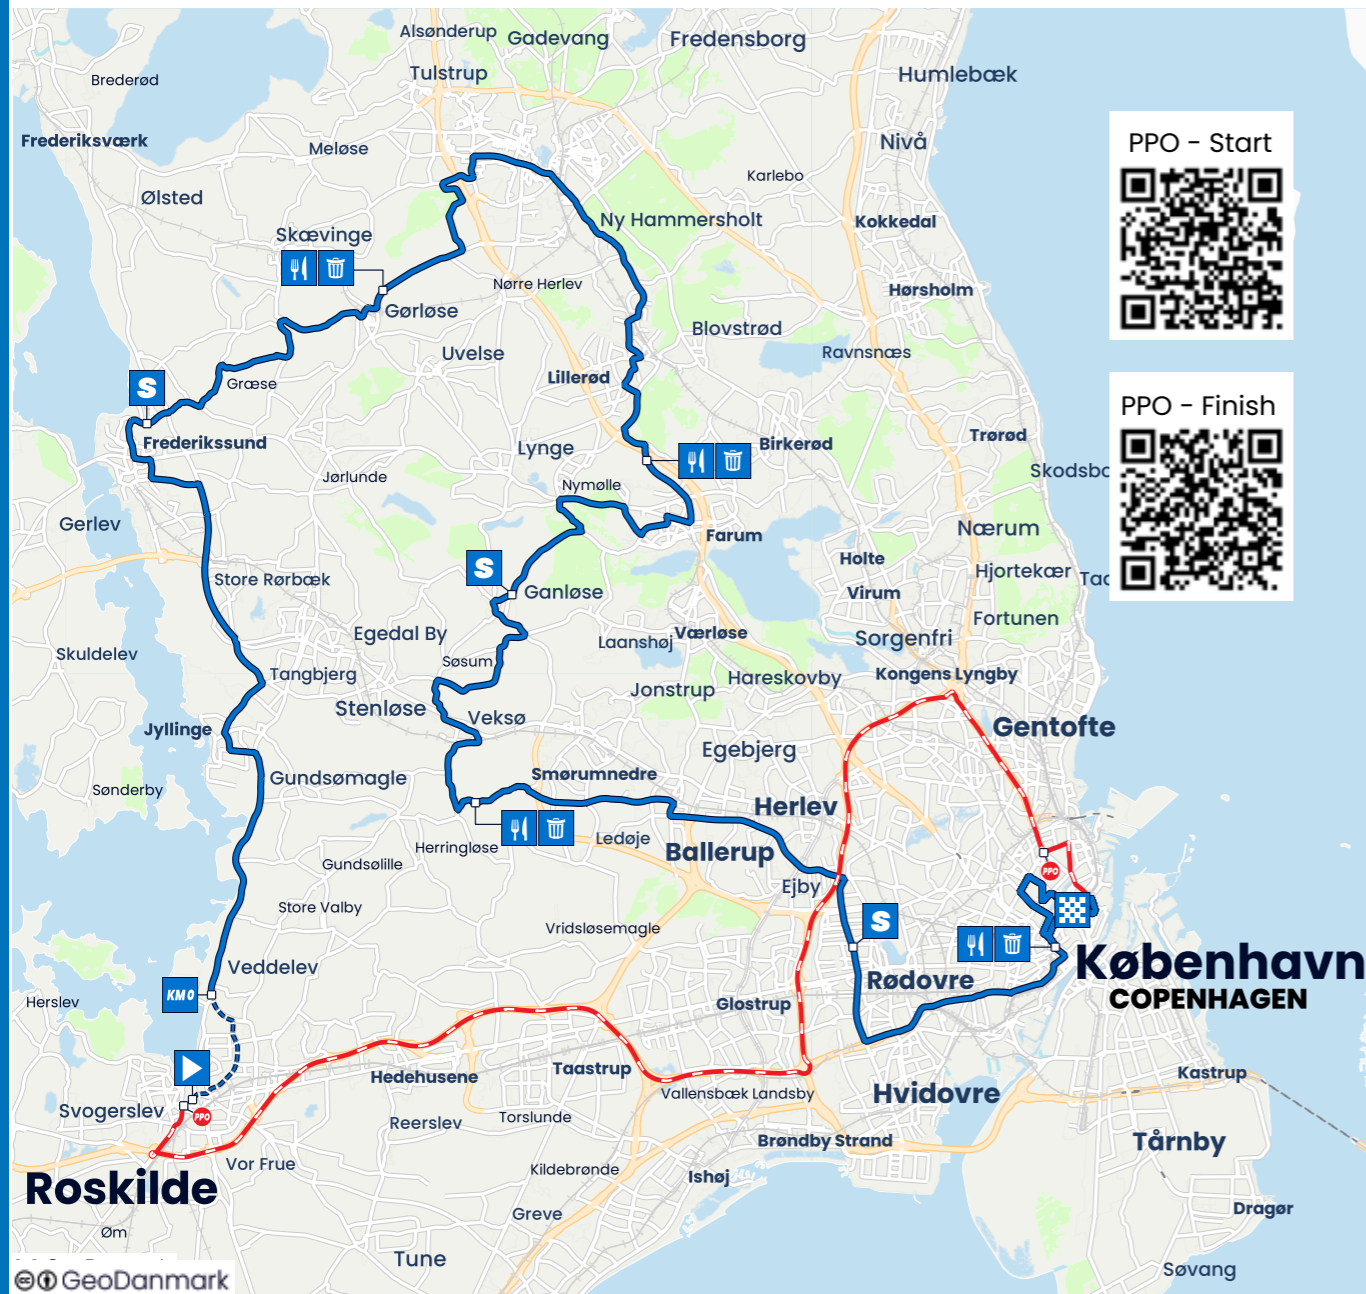 Alsønderup
Gadevang
Fredensborg
Tulstrup
Humlebæk
Brederød
Frederiksværk
Meløse
Nivå
PPO - Start
Karlebo
Ølsted
Ny Hammersholt
Kokkedal
Skævinge
Nørre Herlev
Hørsholm
Gørløse
Blovstrød
Uvelse
Ravnsnæs
Lillerød
Græse
S
PPO - Finish
Frederikssund
Lynge
Birkerød
Trørød
Skodsbo
Jørlunde
Nymølle
Gerlev
Farum
Nærum
Holte
S
Store Rørbæk
Ganløse
Hjortekær
Virum
Fortunen
Egedal By
Laanshøj
Værløse
Sorgenfri
Skuldelev
Søsum
Tangbjerg
Hareskovby
Kongens Lyngby
Jonstrup
Stenløse
Veksø
Jyllinge
Gentofte
Egebjerg
Gundsømagle
Smørumnedre
Sønderby
Herlev
Ledøje
Herringløse
Ballerup
Gundsølille
PPO
Ejby
Store Valby
S
Vridsløsemagle
Veddelev
København
COPENHAGEN
Rødovre
KM 0
Herslev
Glostrup
Taastrup
Hedehusene
Kastrup
Vallensbæk Landsby
Hvidovre
Svogerslev
PPO
Torslunde
Reerslev
Brøndby Strand
Tårnby
Vor Frue
Kildebrønde
Ishøj
Roskilde
Greve
Dragør
Øm
Tune
Søvang
GeoDanmark